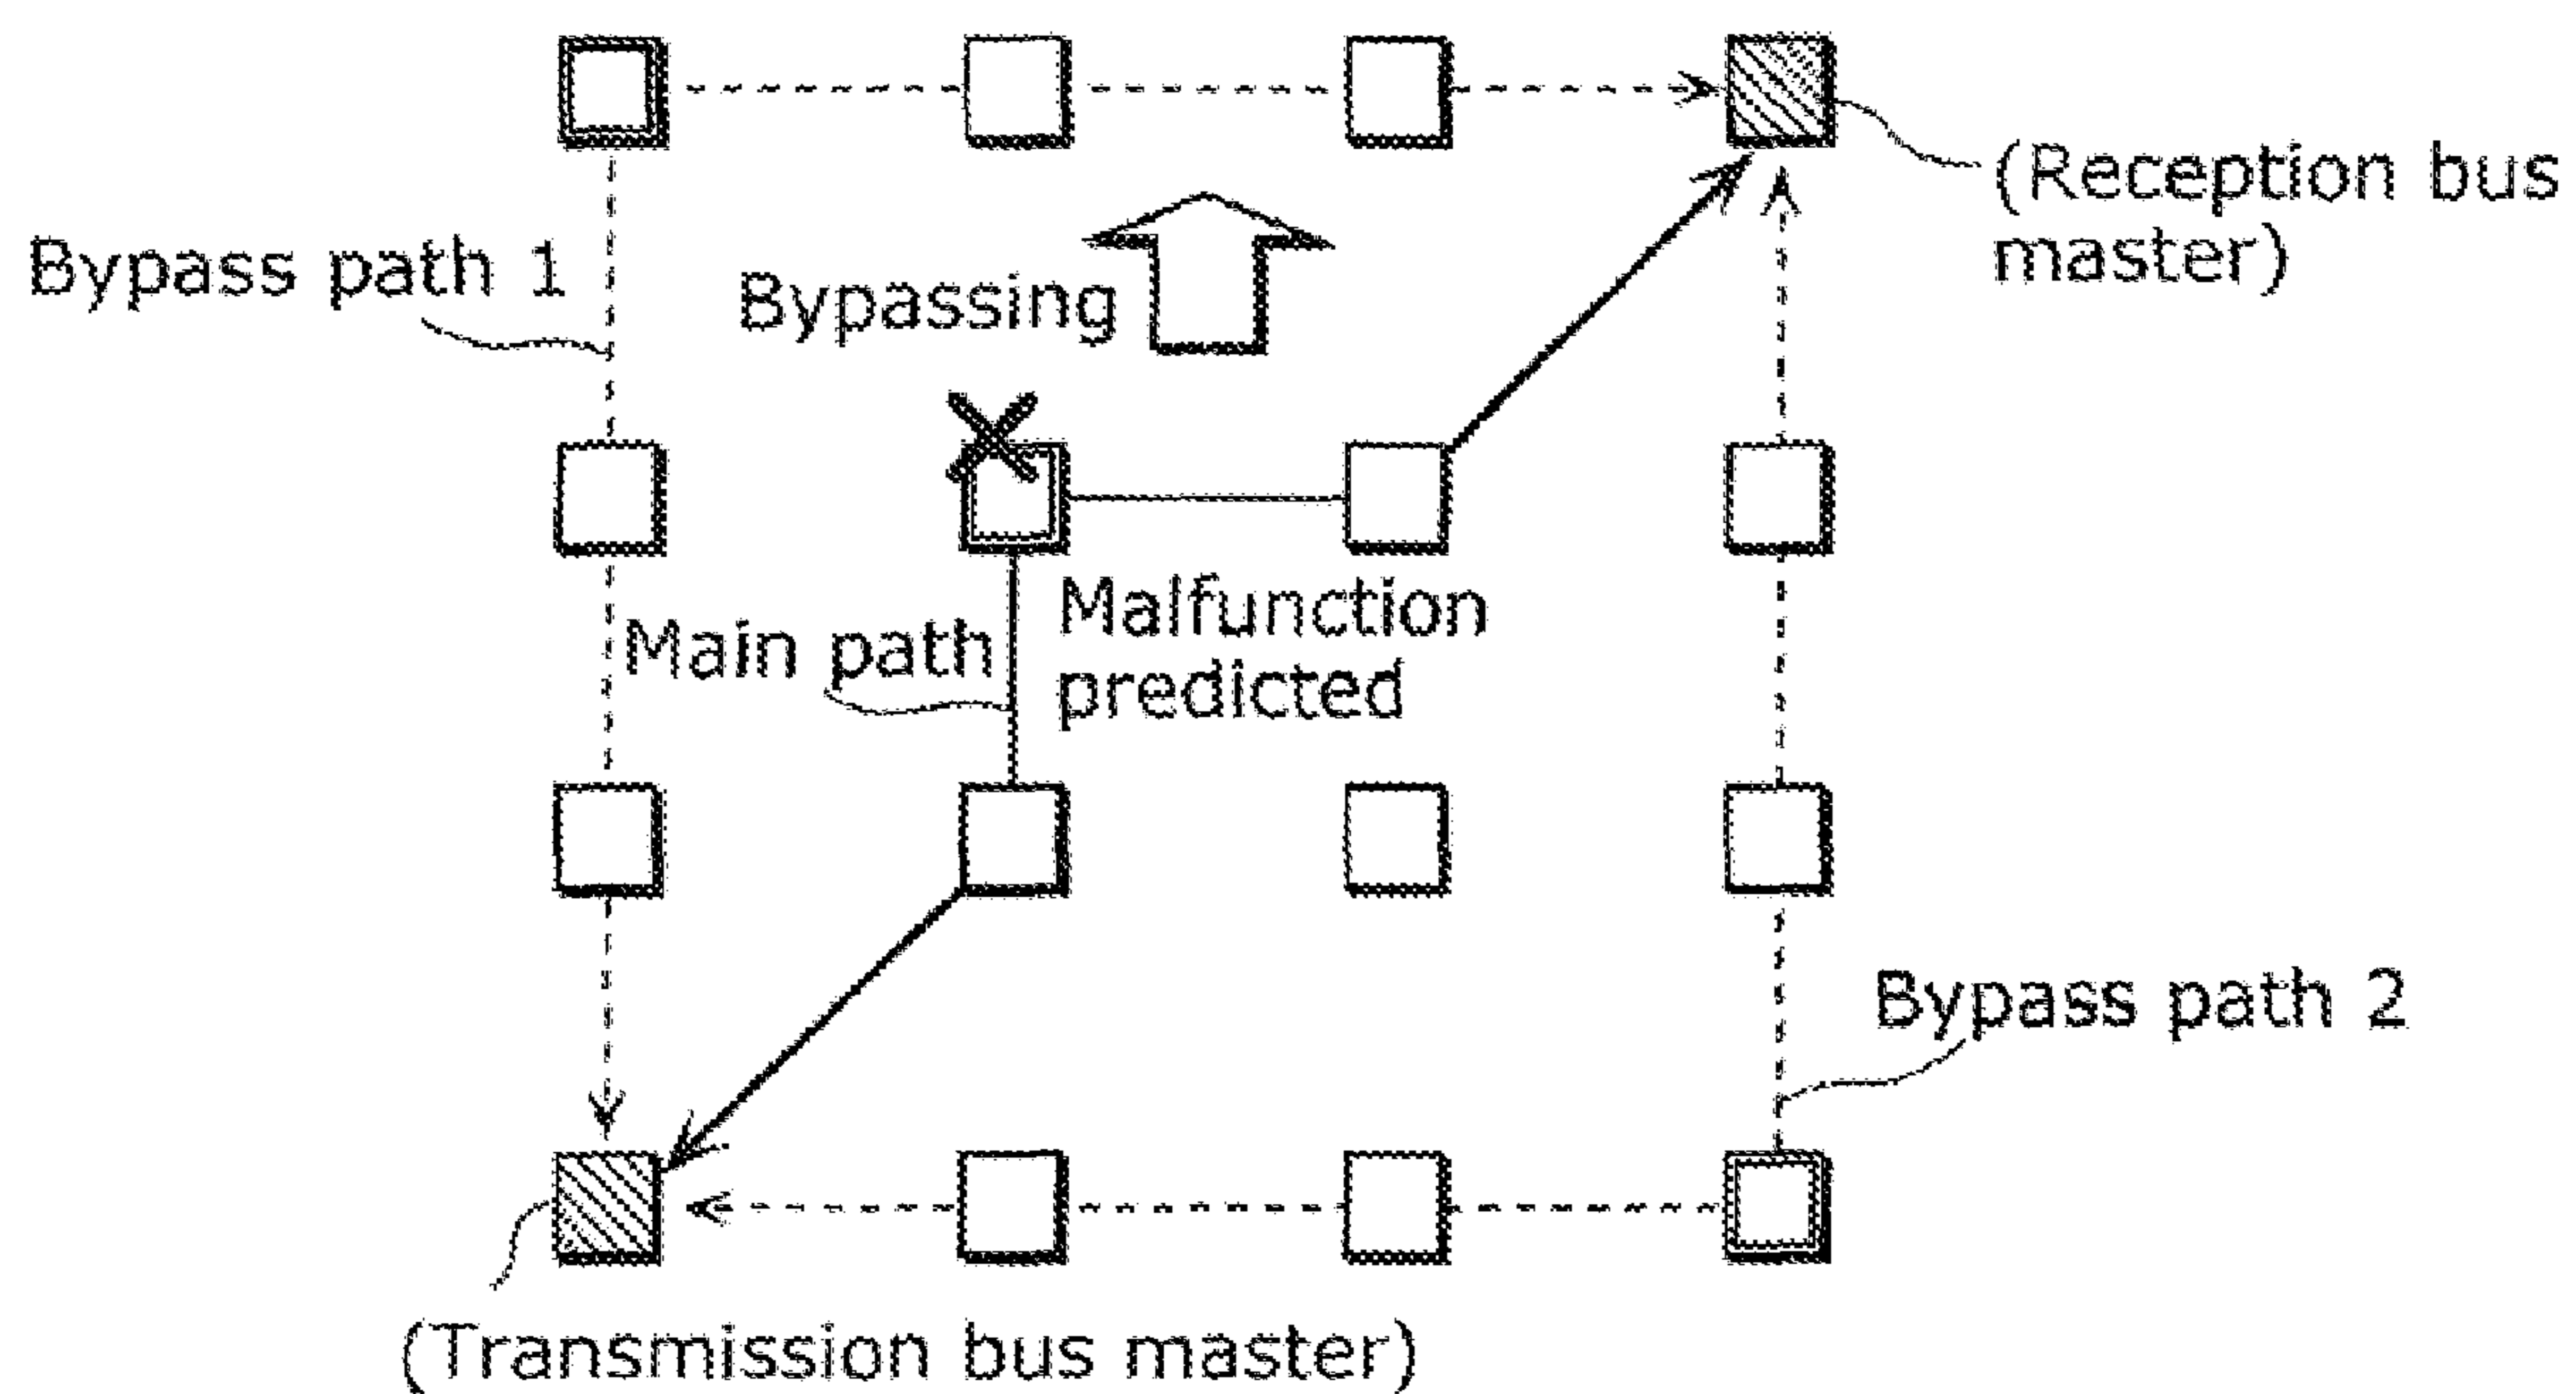 (Reception bus
master)
Bypass path 1
Bypassing
Main path
Malfunction
predicted
Bypass path 2
(Transmission bus master)